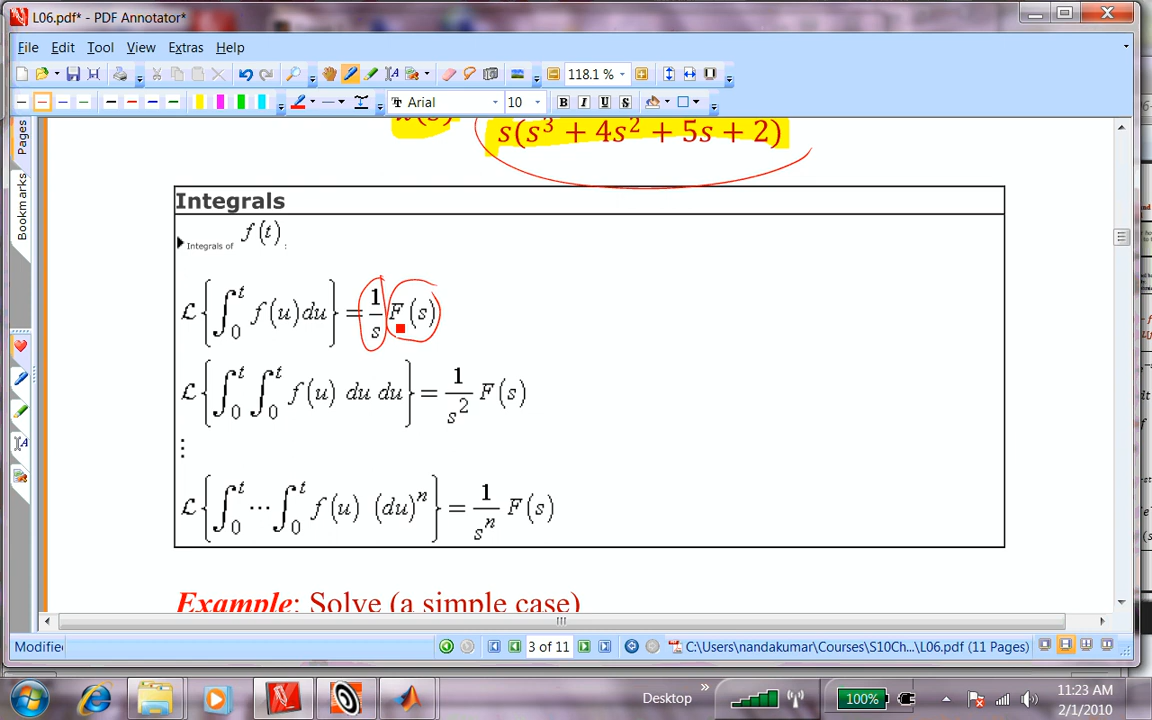 L06.pdf* - PDF Annotator*
File Edit Tool View Extras Help
118.1 %
Arial 10 B I U S
Pages
Bookmarks
s(s³ + 4s² + 5s + 2)
Integrals
Integrals of f(t) :
ℒ{∫₀ᵗ f(u)du} = 1/s F(s)
ℒ{∫₀ᵗ ∫₀ᵗ f(u) du du} = 1/s² F(s)
⋮
ℒ{∫₀ᵗ ⋯ ∫₀ᵗ f(u) (du)ⁿ} = 1/sⁿ F(s)
Example: Solve (a simple case)
Modifie
3 of 11
C:\Users\nandakumar\Courses\S10Ch...\L06.pdf (11 Pages)
Desktop
»
100%
11:23 AM
2/1/2010